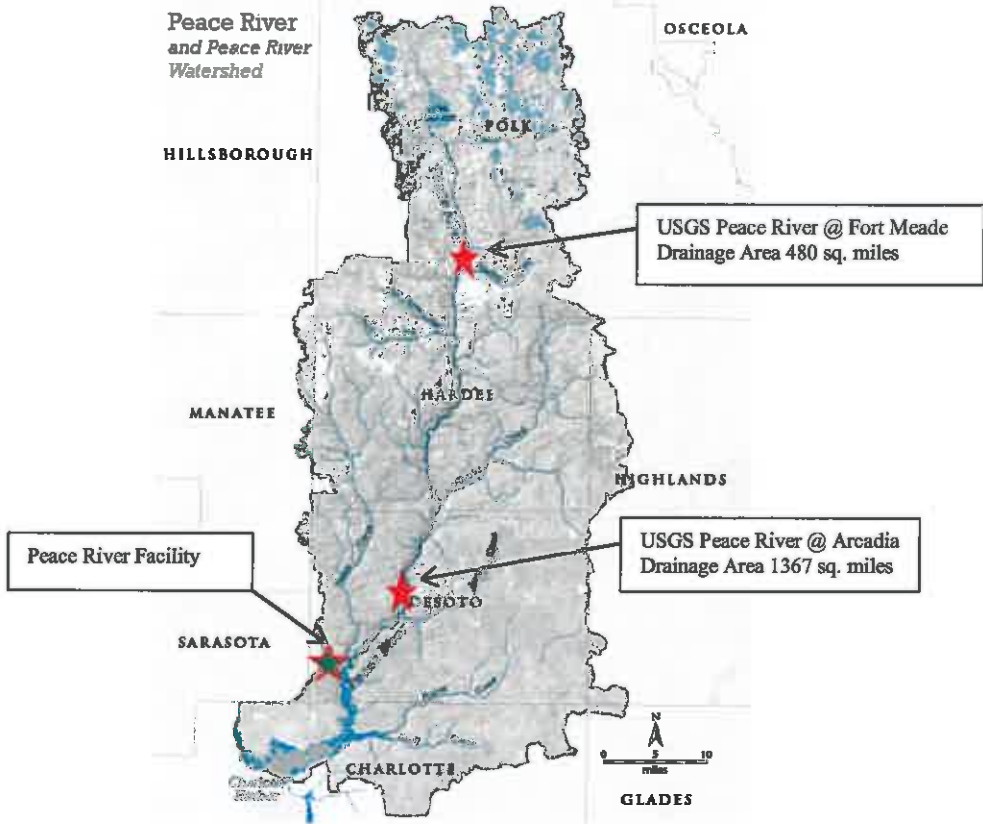 Peace River
and Peace River
Watershed
OSCEOLA
POLK
HILLSBOROUGH
USGS Peace River @ Fort Meade
Drainage Area 480 sq. miles
HARDEE
MANATEE
HIGHLANDS
Peace River Facility
USGS Peace River @ Arcadia
Drainage Area 1367 sq. miles
DESOTO
SARASOTA
N
0 5 10
miles
CHARLOTTE
Charlotte
Harbor
GLADES